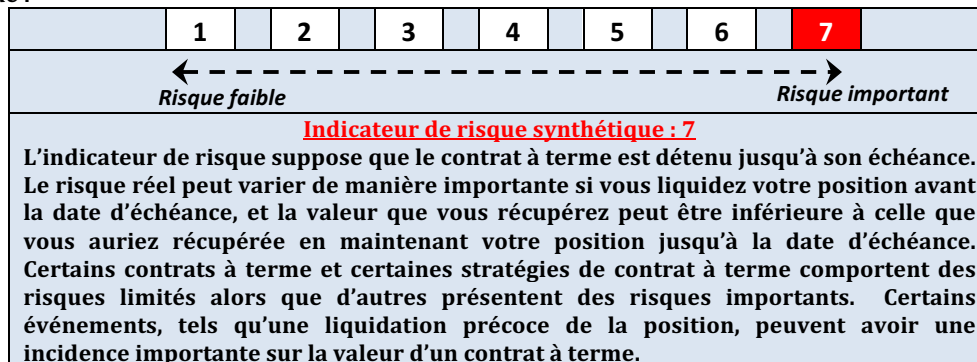 1 2 3 4 5 6 7
Risque faible Risque important
Indicateur de risque synthétique : 7
L'indicateur de risque suppose que le contrat à terme est détenu jusqu'à son échéance.
Le risque réel peut varier de manière importante si vous liquidez votre position avant
la date d'échéance, et la valeur que vous récupérez peut être inférieure à celle que
vous auriez récupérée en maintenant votre position jusqu'à la date d'échéance.
Certains contrats à terme et certaines stratégies de contrat à terme comportent des
risques limités alors que d'autres présentent des risques importants. Certains
événements, tels qu'une liquidation précoce de la position, peuvent avoir une
incidence importante sur la valeur d'un contrat à terme.